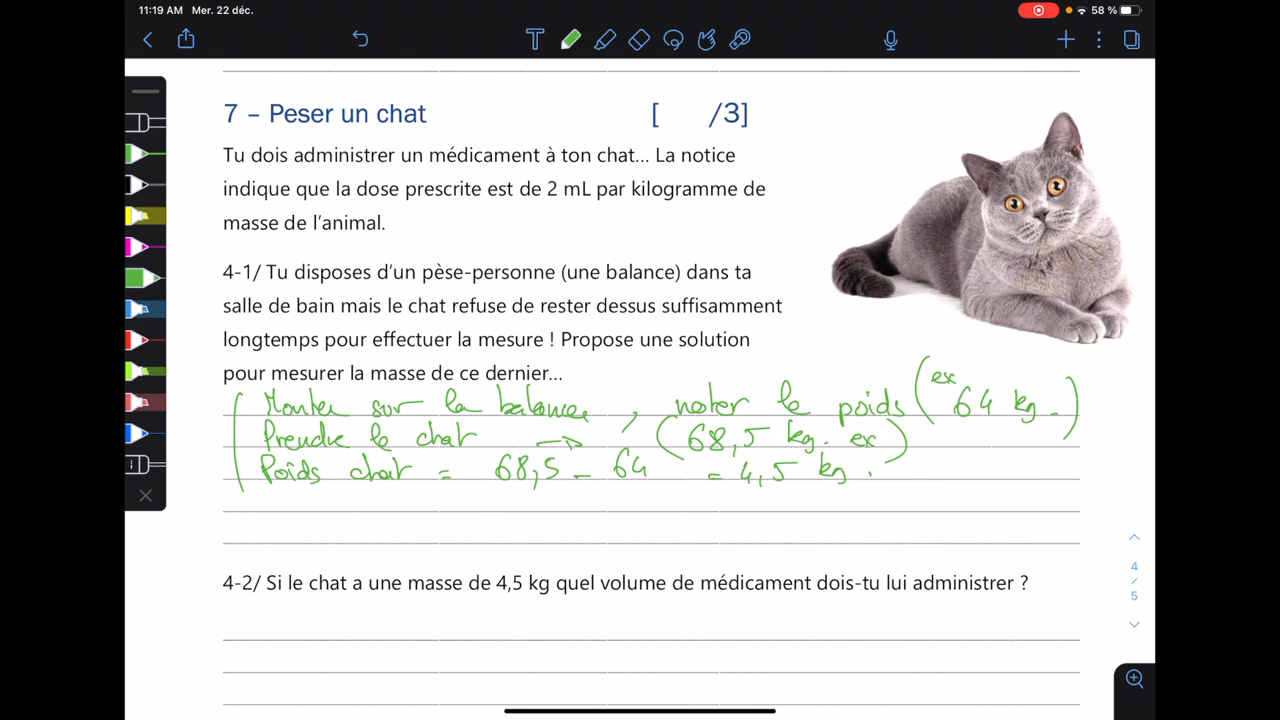 11:19 AM Mer. 22 déc.
58 %
7 – Peser un chat [ /3]
Tu dois administrer un médicament à ton chat... La notice
indique que la dose prescrite est de 2 mL par kilogramme de
masse de l'animal.
4-1/ Tu disposes d'un pèse-personne (une balance) dans ta
salle de bain mais le chat refuse de rester dessus suffisamment
longtemps pour effectuer la mesure ! Propose une solution
pour mesurer la masse de ce dernier...
Monter sur la balance, noter le poids (ex 64 kg.)
Prendre le chat → (68,5 kg. ex)
Poids chat = 68,5 - 64 = 4,5 kg.
4-2/ Si le chat a une masse de 4,5 kg quel volume de médicament dois-tu lui administrer ?
4
/
5